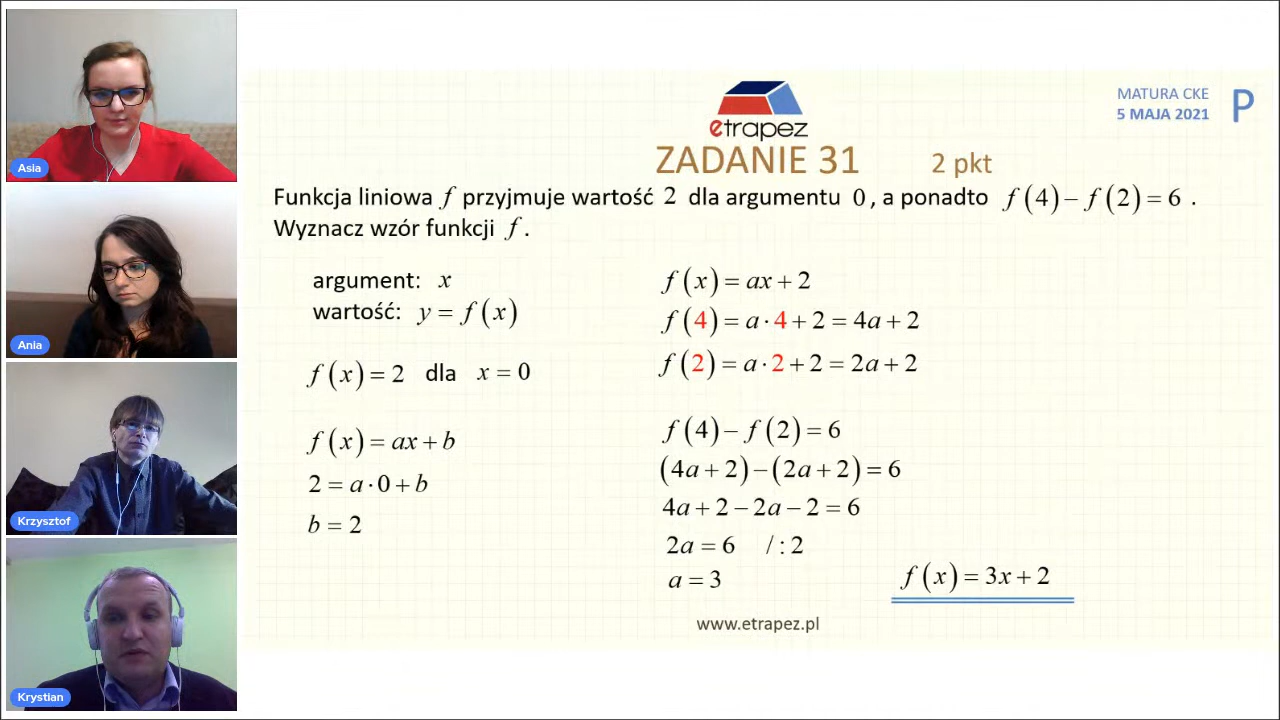 Asia
Ania
Krzysztof
Krystian
etrapez
MATURA CKE
5 MAJA 2021
P
ZADANIE 31 2 pkt
Funkcja liniowa f przyjmuje wartość 2 dla argumentu 0, a ponadto f(4)−f(2)=6.
Wyznacz wzór funkcji f.
argument: x
wartość: y=f(x)
f(x)=2 dla x=0
f(x)=ax+b
2=a·0+b
b=2
f(x)=ax+2
f(4)=a·4+2=4a+2
f(2)=a·2+2=2a+2
f(4)−f(2)=6
(4a+2)−(2a+2)=6
4a+2−2a−2=6
2a=6 /:2
a=3
f(x)=3x+2
www.etrapez.pl